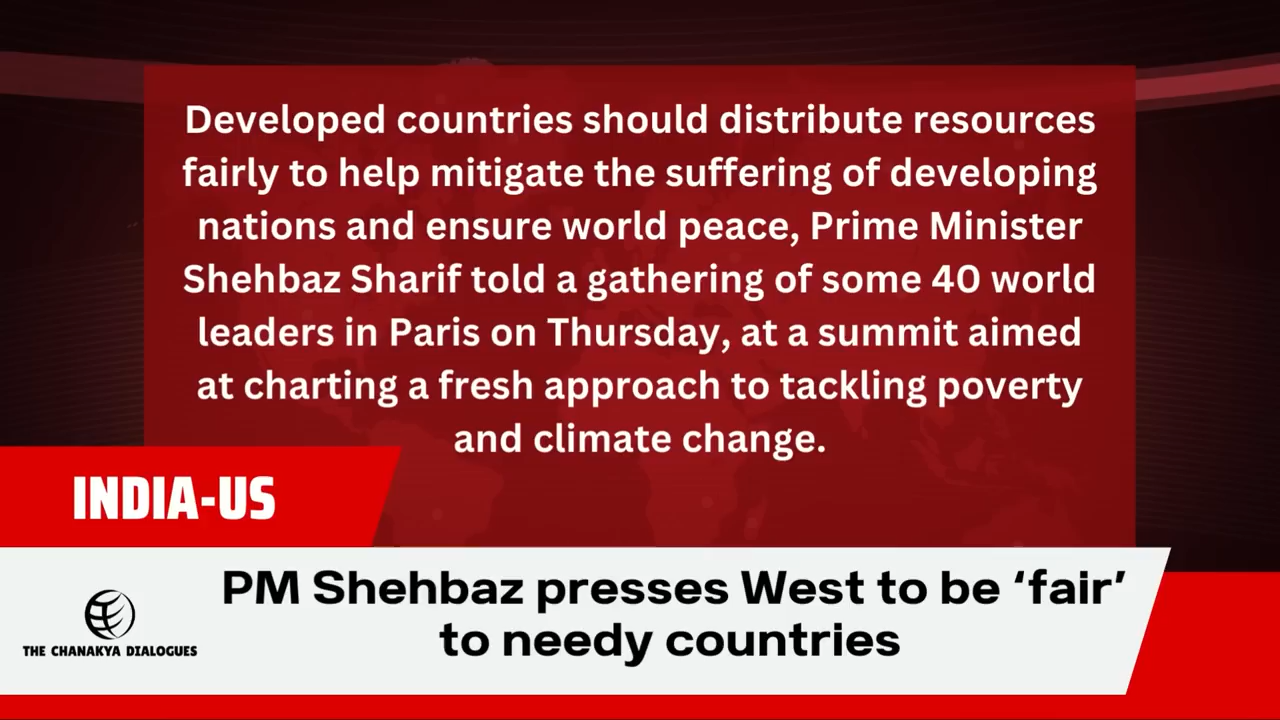 Developed countries should distribute resources
fairly to help mitigate the suffering of developing
nations and ensure world peace, Prime Minister
Shehbaz Sharif told a gathering of some 40 world
leaders in Paris on Thursday, at a summit aimed
at charting a fresh approach to tackling poverty
and climate change.
INDIA-US
PM Shehbaz presses West to be ‘fair’
to needy countries
THE CHANAKYA DIALOGUES